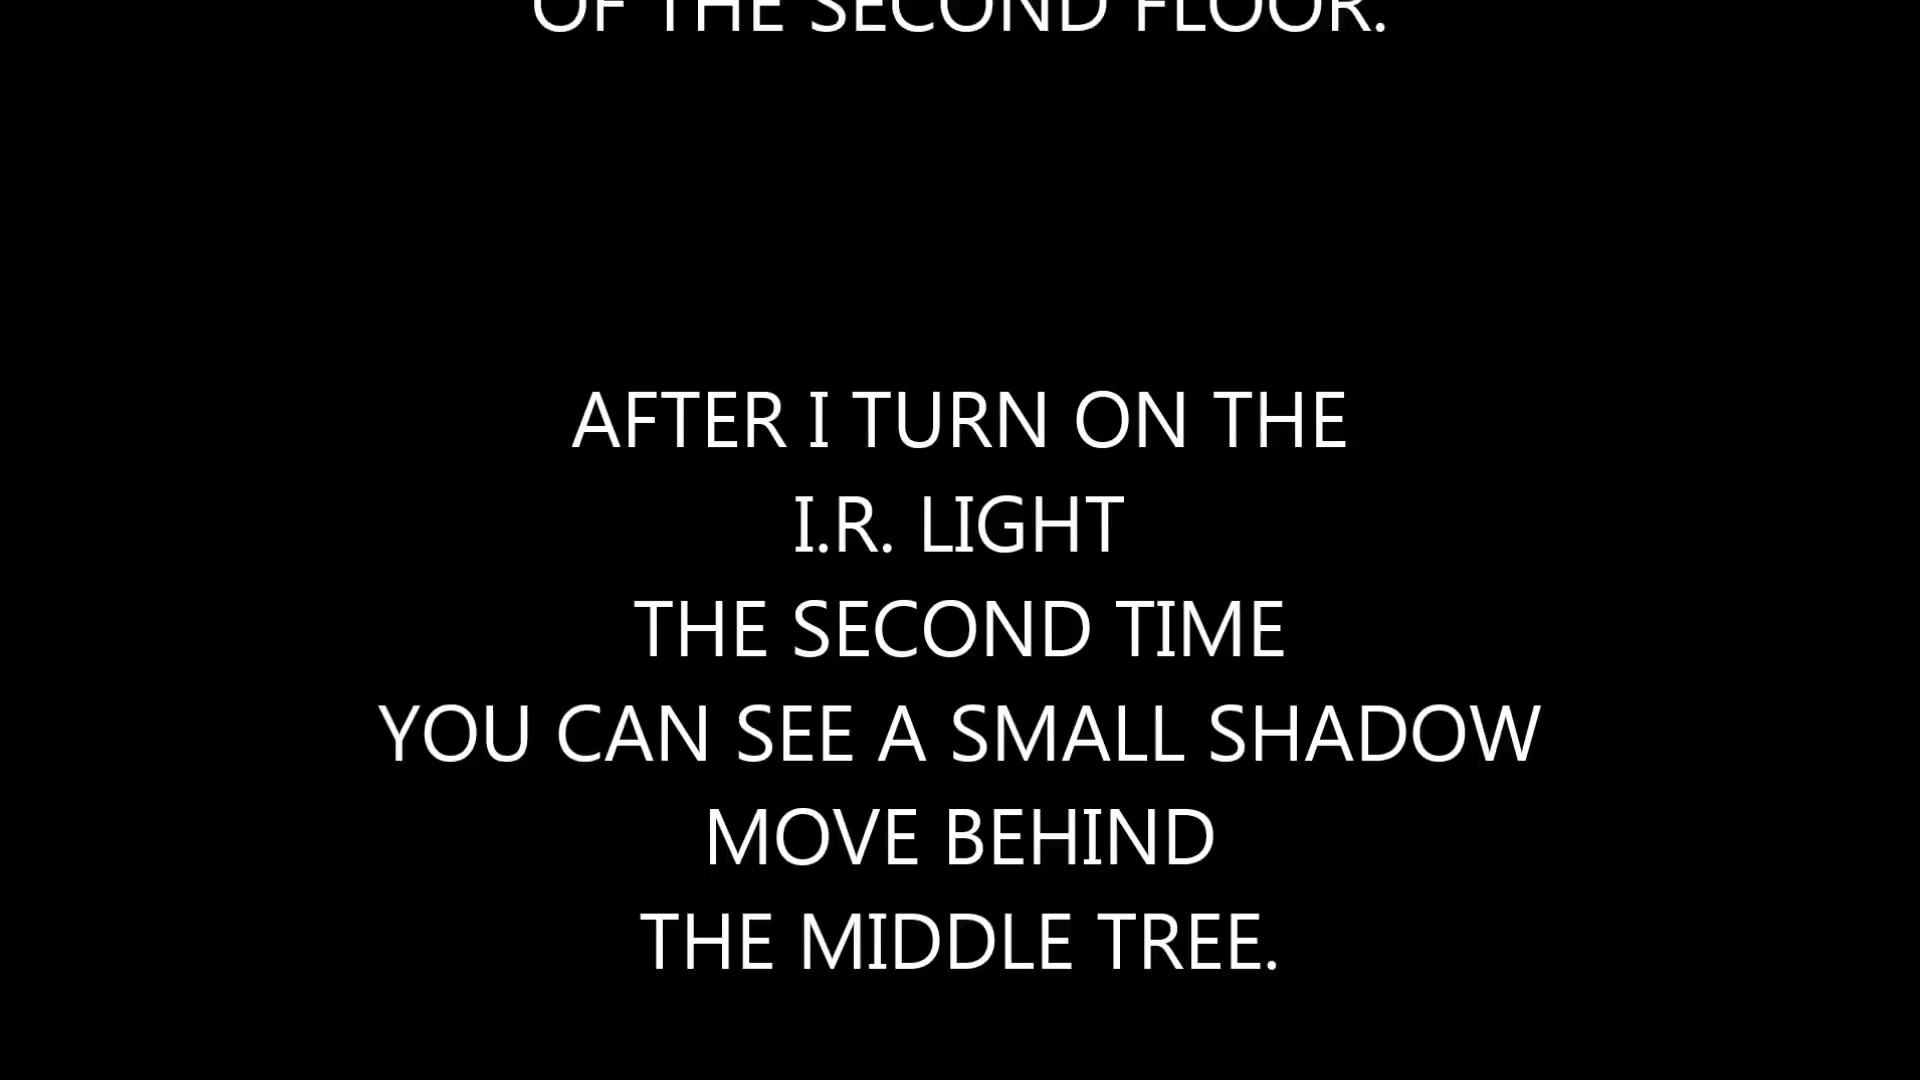 OF THE SECOND FLOOR.
AFTER I TURN ON THE
I.R. LIGHT
THE SECOND TIME
YOU CAN SEE A SMALL SHADOW
MOVE BEHIND
THE MIDDLE TREE.